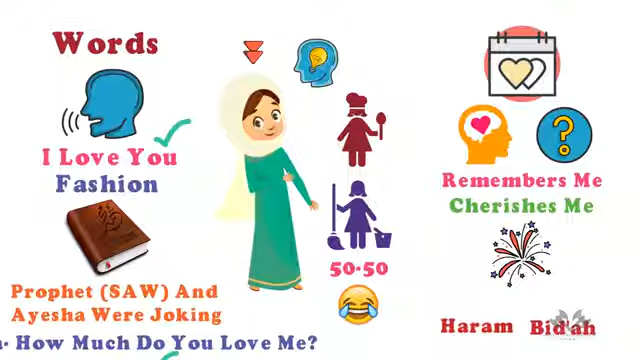 Words
I Love You
Fashion
Prophet (SAW) And
Ayesha Were Joking
- How Much Do You Love Me?
50-50
Remembers Me
Cherishes Me
Haram Bid'ah